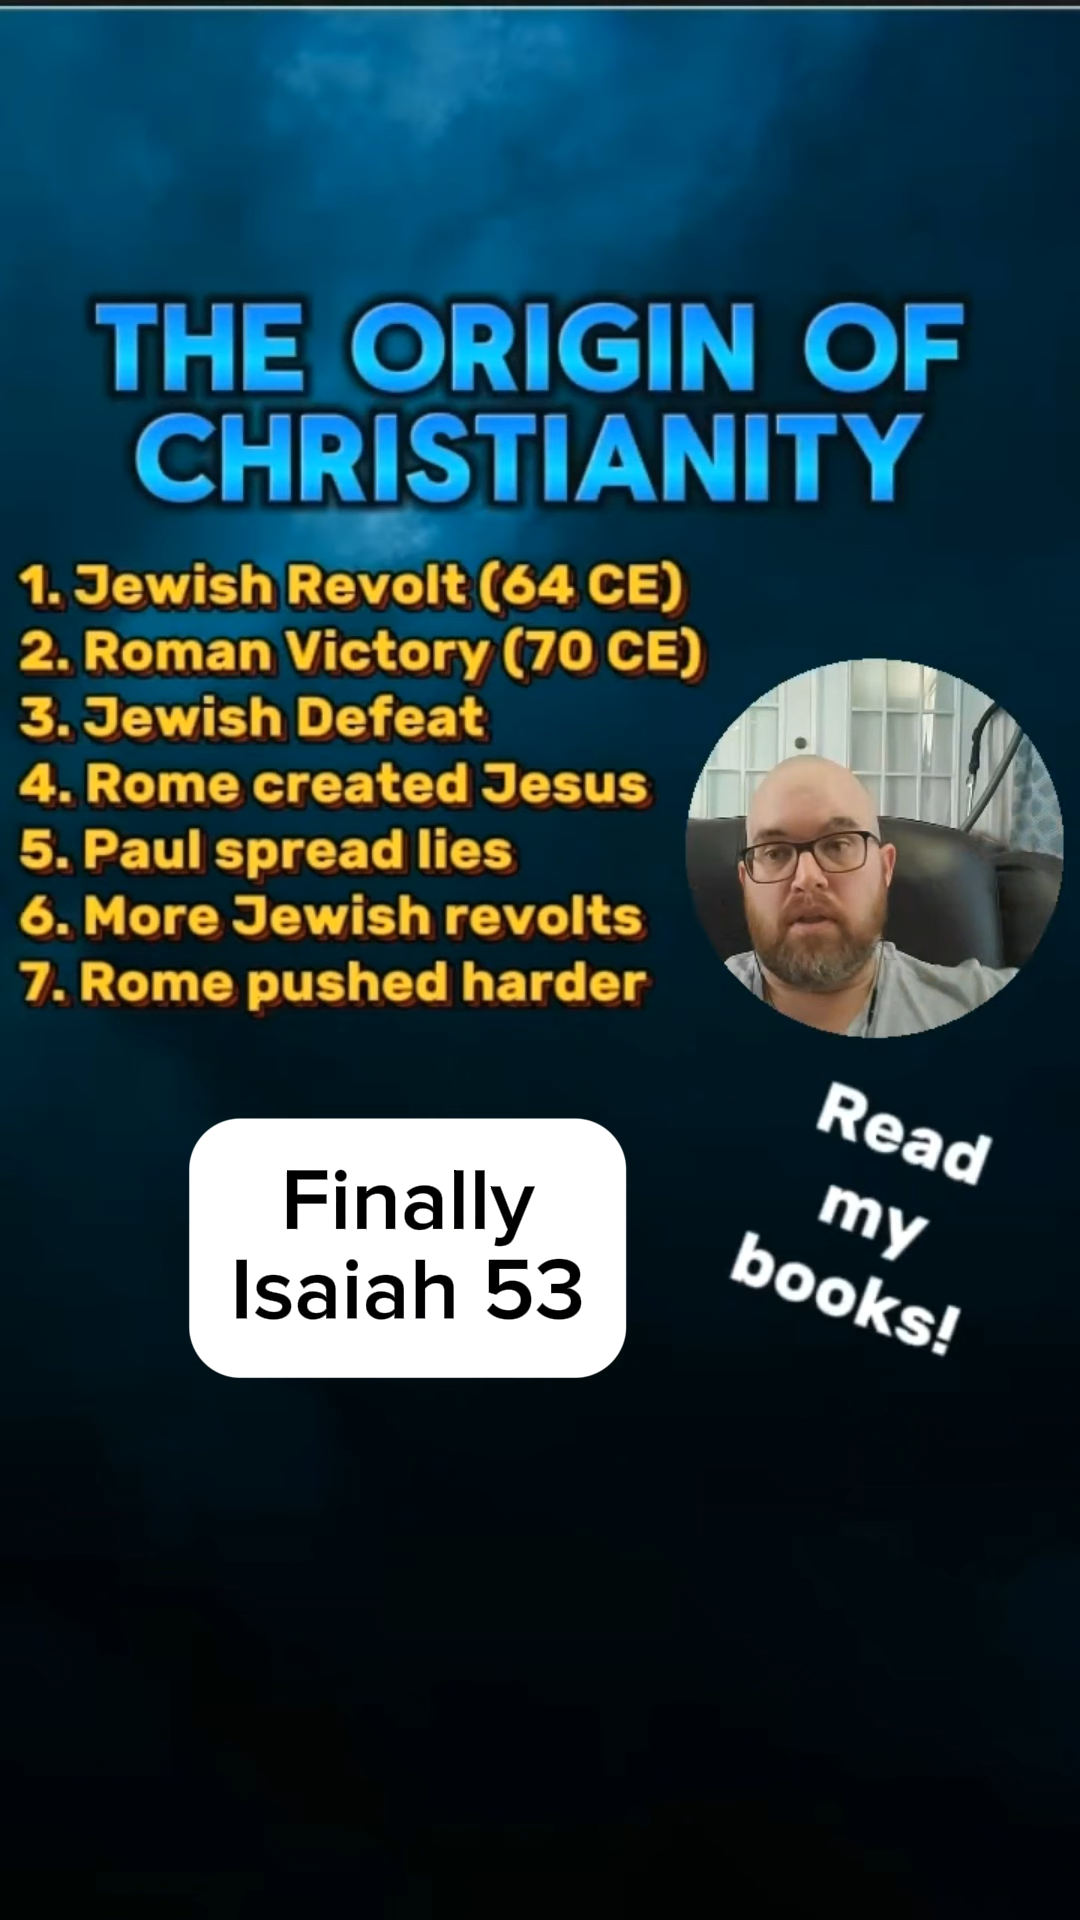 THE ORIGIN OF
CHRISTIANITY
1. Jewish Revolt (64 CE)
2. Roman Victory (70 CE)
3. Jewish Defeat
4. Rome created Jesus
5. Paul spread lies
6. More Jewish revolts
7. Rome pushed harder
Read
my
books!
Finally
Isaiah 53